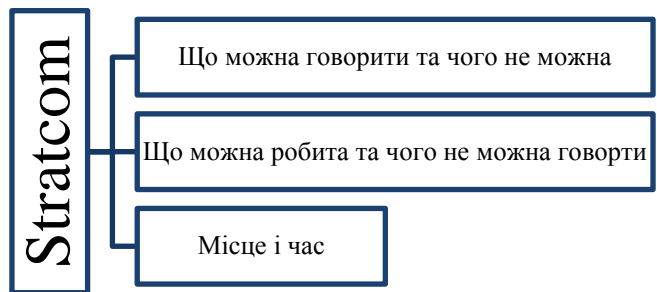 Stratcom
Що можна говорити та чого не можна
Що можна робита та чого не можна говорти
Місце і час